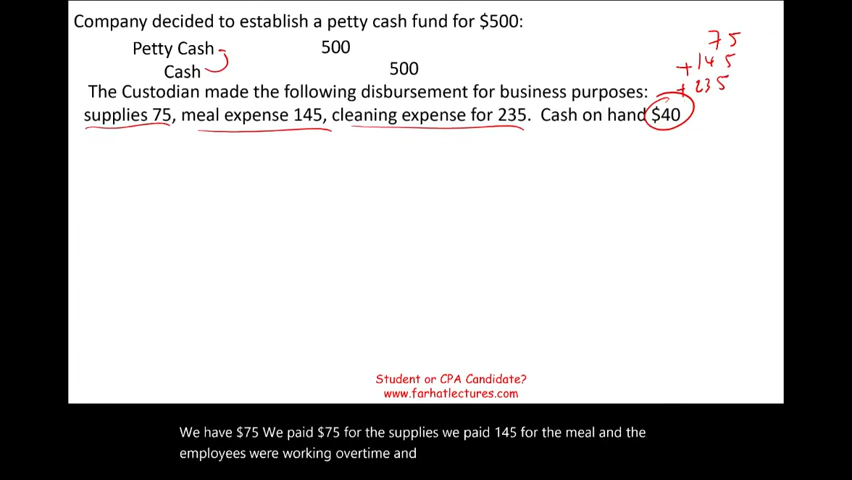 Company decided to establish a petty cash fund for $500:
Petty Cash 500
Cash 500
75
+145
+235
The Custodian made the following disbursement for business purposes:
supplies 75, meal expense 145, cleaning expense for 235. Cash on hand $40
Student or CPA Candidate?
www.farhatlectures.com
We have $75 We paid $75 for the supplies we paid 145 for the meal and the
employees were working overtime and